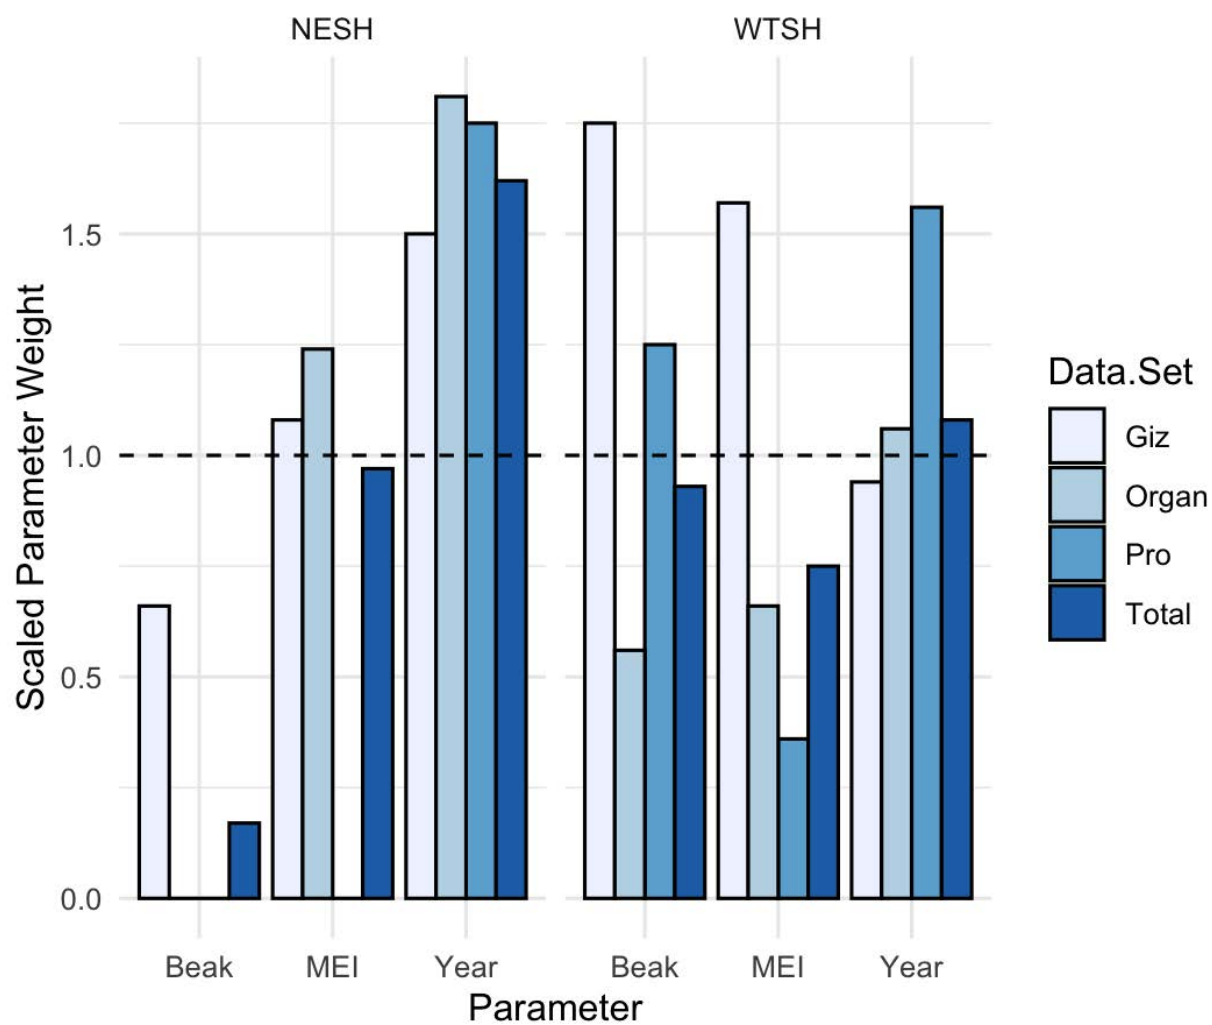 NESH WTSH
Scaled Parameter Weight
1.5
1.0
0.5
0.0
Beak MEI Year Beak MEI Year
Parameter
Data.Set
Giz
Organ
Pro
Total